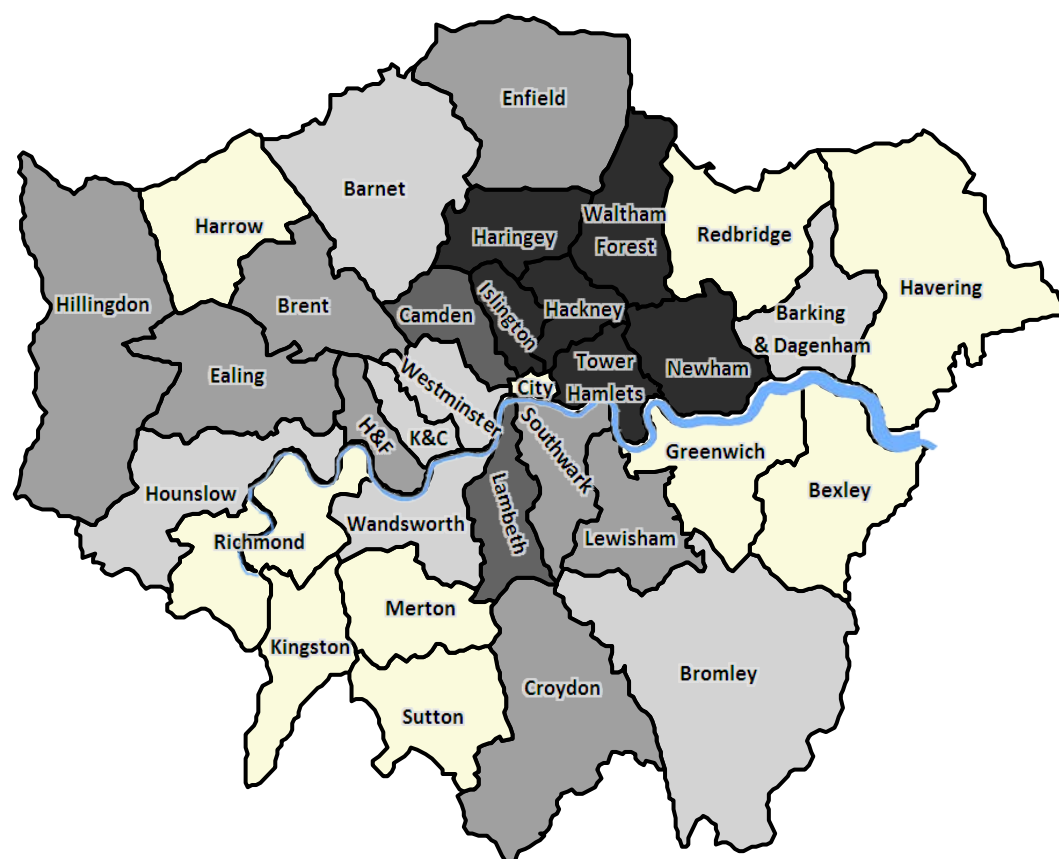 Enfield
Barnet
Harrow
Haringey
Waltham
Forest
Redbridge
Havering
Hillingdon
Brent
Camden
Islington
Hackney
Barking
& Dagenham
Ealing
Westminster
City
Tower
Hamlets
Newham
K&C
H&F
Southwark
Greenwich
Hounslow
Bexley
Lambeth
Wandsworth
Richmond
Lewisham
Merton
Kingston
Bromley
Croydon
Sutton